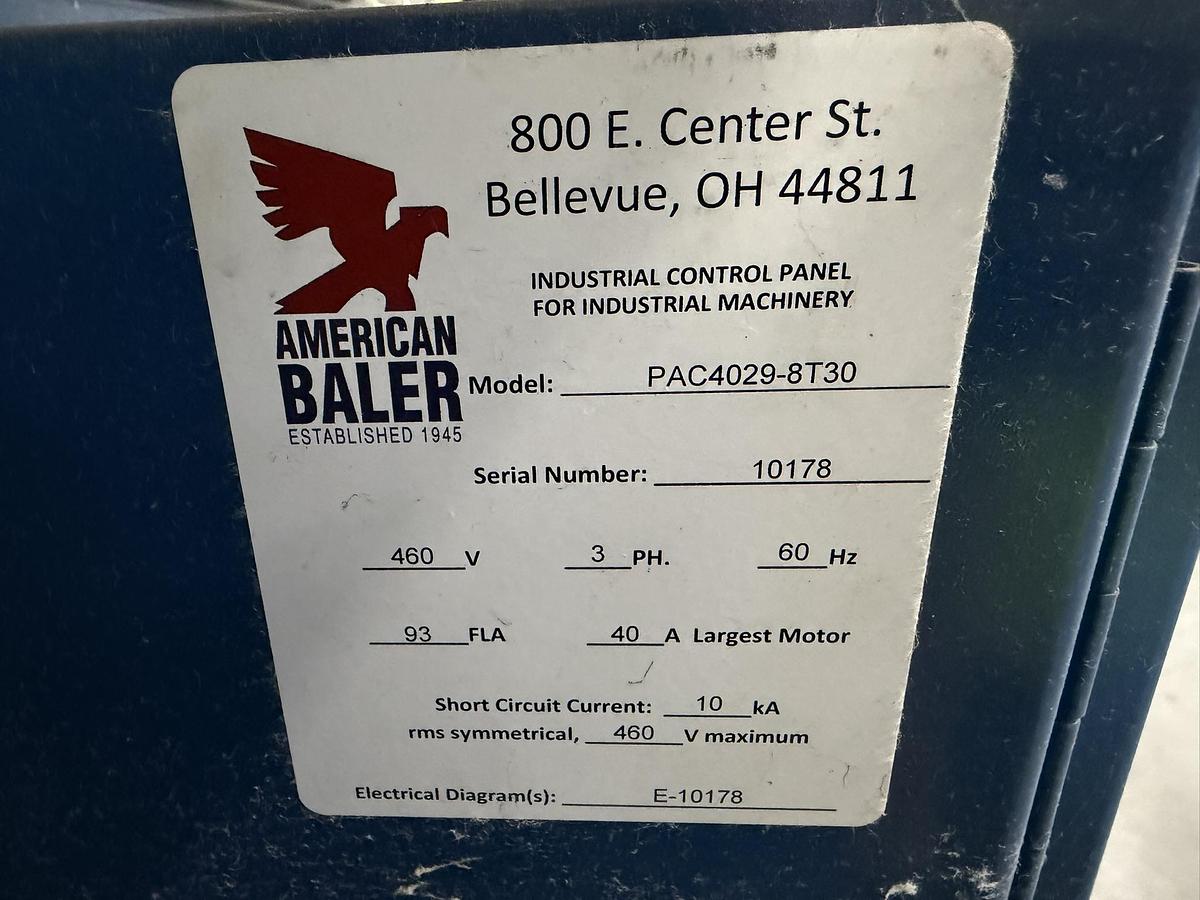 800 E. Center St.
Bellevue, OH 44811
INDUSTRIAL CONTROL PANEL
FOR INDUSTRIAL MACHINERY
AMERICAN
BALER
ESTABLISHED 1945
Model: PAC4029-8T30
Serial Number: 10178
460 V 3 PH. 60 Hz
93 FLA 40 A Largest Motor
Short Circuit Current: 10 kA
rms symmetrical, 460 V maximum
Electrical Diagram(s): E-10178